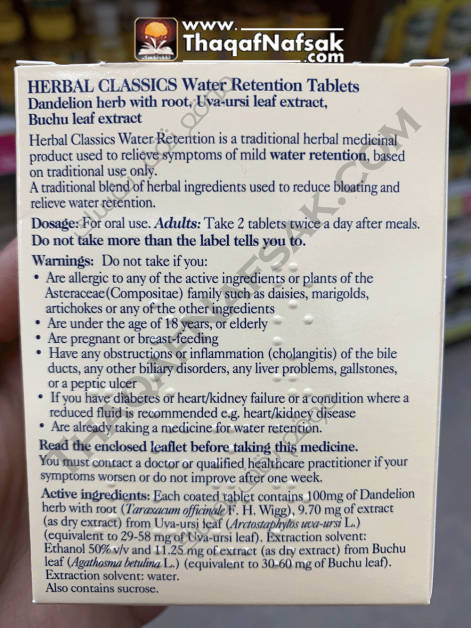 www.
ThaqafNafsak
.com
HERBAL CLASSICS Water Retention Tablets
Dandelion herb with root, Uva-ursi leaf extract,
Buchu leaf extract
Herbal Classics Water Retention is a traditional herbal medicinal
product used to relieve symptoms of mild water retention, based
on traditional use only.
A traditional blend of herbal ingredients used to reduce bloating and
relieve water retention.
Dosage: For oral use. Adults: Take 2 tablets twice a day after meals.
Do not take more than the label tells you to.
Warnings: Do not take if you:
• Are allergic to any of the active ingredients or plants of the
Asteraceae(Compositae) family such as daisies, marigolds,
artichokes or any of the other ingredients
• Are under the age of 18 years, or elderly
• Are pregnant or breast-feeding
• Have any obstructions or inflammation (cholangitis) of the bile
ducts, any other biliary disorders, any liver problems, gallstones,
or a peptic ulcer
• If you have diabetes or heart/kidney failure or a condition where a
reduced fluid is recommended e.g. heart/kidney disease
• Are already taking a medicine for water retention.
Read the enclosed leaflet before taking this medicine.
You must contact a doctor or qualified healthcare practitioner if your
symptoms worsen or do not improve after one week.
Active ingredients: Each coated tablet contains 100mg of Dandelion
herb with root (Taraxacum officinale F. H. Wigg), 9.70 mg of extract
(as dry extract) from Uva-ursi leaf (Arctostaphylos uva-ursi L.)
(equivalent to 29-58 mg of Uva-ursi leaf). Extraction solvent:
Ethanol 50% v/v and 11.25 mg of extract (as dry extract) from Buchu
leaf (Agathosma betulina L.) (equivalent to 30-60 mg of Buchu leaf).
Extraction solvent: water.
Also contains sucrose.
THAQAFNAFSAK.COM